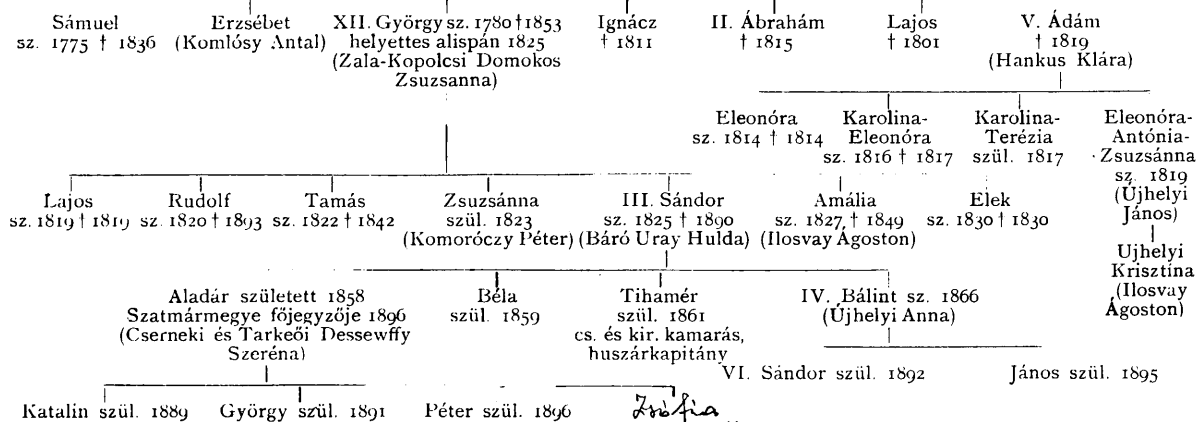 Sámuel
sz. 1775 † 1836
Erzsébet
(Komlósy Antal)
XII. György sz. 1780 † 1853
helyettes alispán 1825
(Zala-Kopolcsi Domokos
Zsuzsanna)
Ignácz
† 1811
II. Ábrahám
† 1815
Lajos
† 1801
V. Ádám
† 1819
(Hankus Klára)
Eleonóra
sz. 1814 † 1814
Karolina-
Eleonóra
sz. 1816 † 1817
Karolina-
Terézia
szül. 1817
Eleonóra-
Antónia-
Zsuzsánna
sz. 1819
(Újhelyi
János)
Ujhelyi
Krisztína
(Ilosvay
Ágoston)
Lajos
sz. 1819 † 1819
Rudolf
sz. 1820 † 1893
Tamás
sz. 1822 † 1842
Zsuzsánna
szül. 1823
(Komoróczy Péter)
III. Sándor
sz. 1825 † 1890
(Báró Uray Hulda)
Amália
sz. 1827, † 1849
(Ilosvay Ágoston)
Elek
sz. 1830 † 1830
Aladár született 1858
Szatmármegye főjegyzője 1896
(Cserneki és Tarkeői Dessewffy
Szeréna)
Béla
szül. 1859
Tihamér
szül. 1861
cs. és kir. kamarás,
huszárkapitány
IV. Bálint sz. 1866
(Újhelyi Anna)
VI. Sándor szül. 1892
János szül. 1895
Katalin szül. 1889
György szül. 1891
Péter szül. 1896
Zsófia